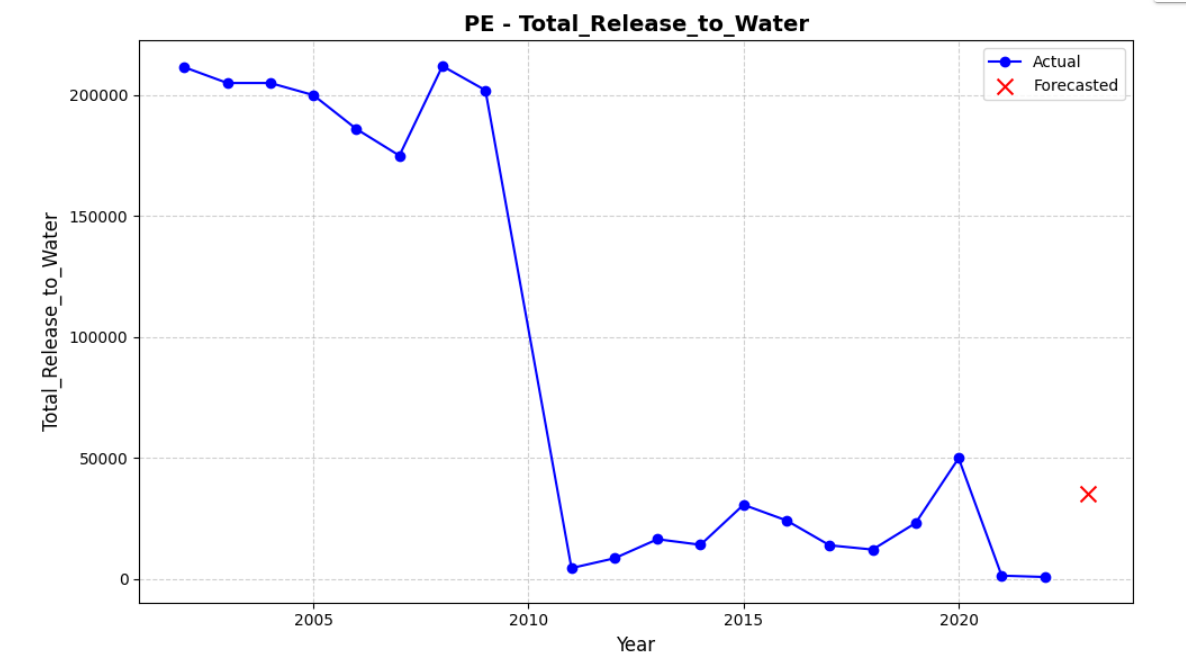 PE - Total_Release_to_Water
Actual
Forecasted
200000
150000
100000
50000
0
Total_Release_to_Water
2005
2010
2015
2020
Year